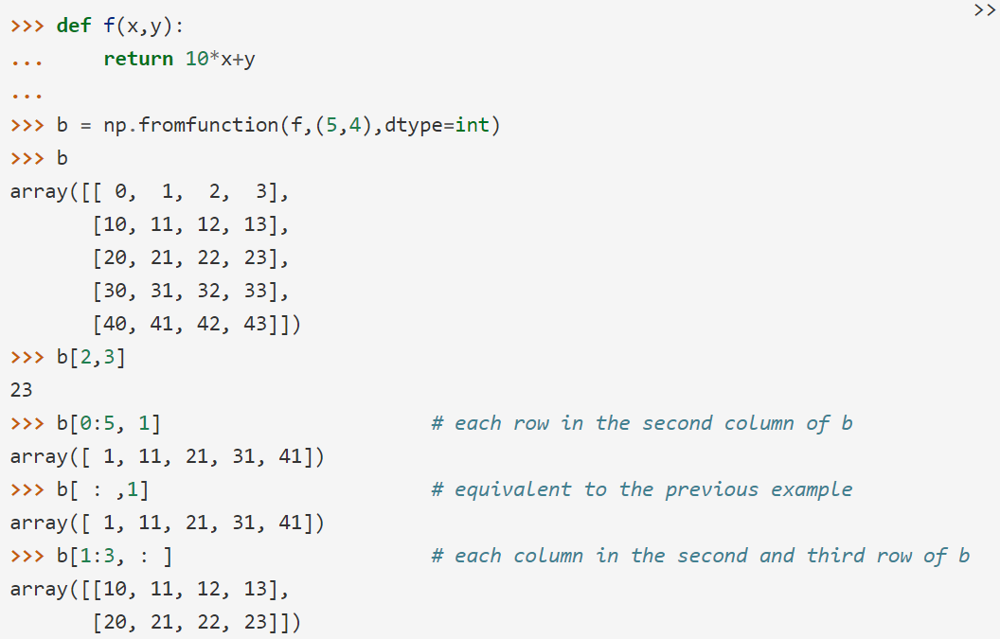 >>
>>> def f(x,y):
...     return 10*x+y
...
>>> b = np.fromfunction(f,(5,4),dtype=int)
>>> b
array([[ 0,  1,  2,  3],
       [10, 11, 12, 13],
       [20, 21, 22, 23],
       [30, 31, 32, 33],
       [40, 41, 42, 43]])
>>> b[2,3]
23
>>> b[0:5, 1]                       # each row in the second column of b
array([ 1, 11, 21, 31, 41])
>>> b[ : ,1]                        # equivalent to the previous example
array([ 1, 11, 21, 31, 41])
>>> b[1:3, : ]                      # each column in the second and third row of b
array([[10, 11, 12, 13],
       [20, 21, 22, 23]])